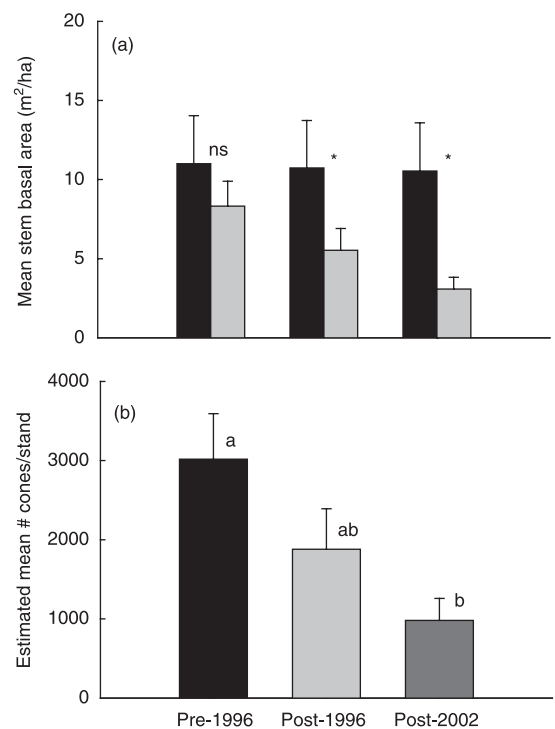 20
(a)
15
ns
*
*
10
5
0
Mean stem basal area (m²/ha)
4000
(b)
a
3000
ab
2000
b
1000
0
Estimated mean # cones/stand
Pre-1996 Post-1996 Post-2002